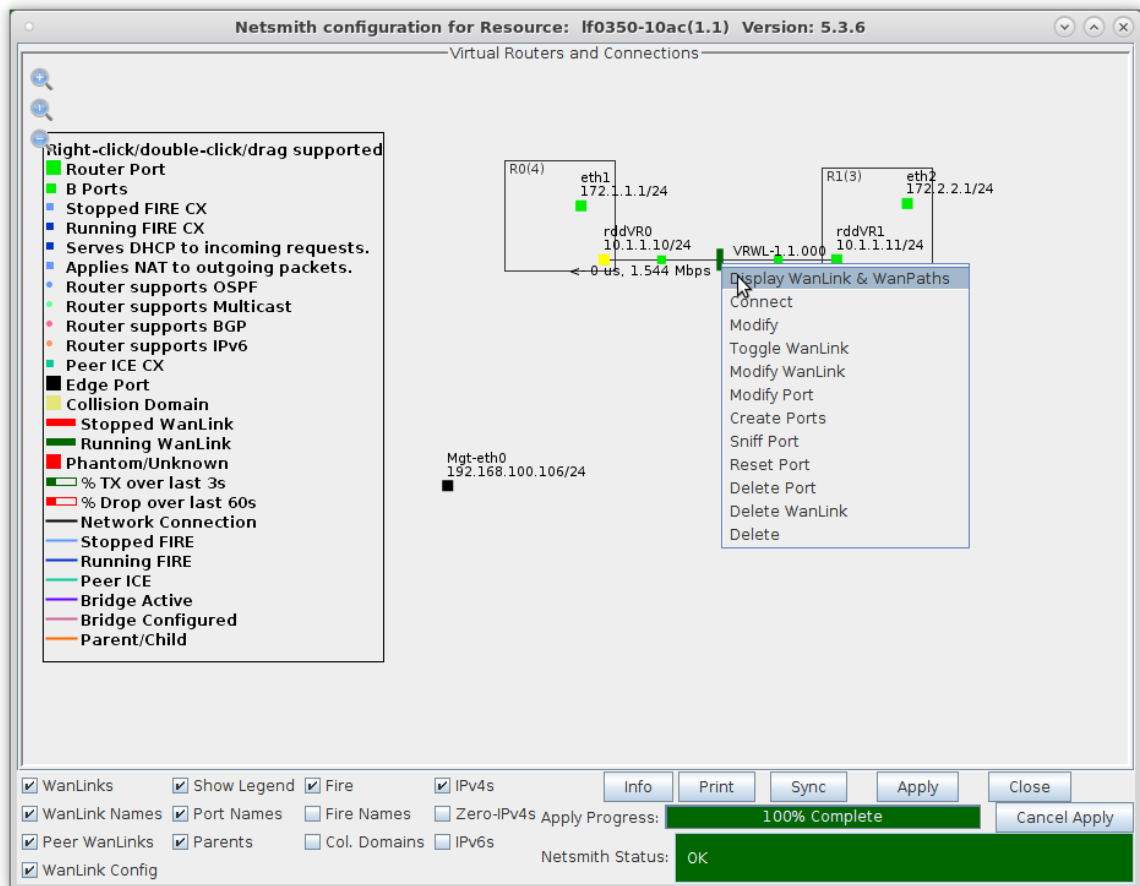 Netsmith configuration for Resource: lf0350-10ac(1.1) Version: 5.3.6
Virtual Routers and Connections
Right-click/double-click/drag supported
Router Port
B Ports
Stopped FIRE CX
Running FIRE CX
Serves DHCP to incoming requests.
Applies NAT to outgoing packets.
Router supports OSPF
Router supports Multicast
Router supports BGP
Router supports IPv6
Peer ICE CX
Edge Port
Collision Domain
Stopped WanLink
Running WanLink
Phantom/Unknown
% TX over last 3s
% Drop over last 60s
Network Connection
Stopped FIRE
Running FIRE
Peer ICE
Bridge Active
Bridge Configured
Parent/Child
R0(4)
eth1
172.1.1.1/24
rddVR0
10.1.1.10/24
<- 0 us, 1.544 Mbps
VRWL-1.1.000
R1(3)
eth2
172.2.2.1/24
rddVR1
10.1.1.11/24
Mgt-eth0
192.168.100.106/24
Display WanLink & WanPaths
Connect
Modify
Toggle WanLink
Modify WanLink
Modify Port
Create Ports
Sniff Port
Reset Port
Delete Port
Delete WanLink
Delete
WanLinks Show Legend Fire IPv4s Info Print Sync Apply Close
WanLink Names Port Names Fire Names Zero-IPv4s Apply Progress: 100% Complete Cancel Apply
Peer WanLinks Parents Col. Domains IPv6s Netsmith Status: OK
WanLink Config